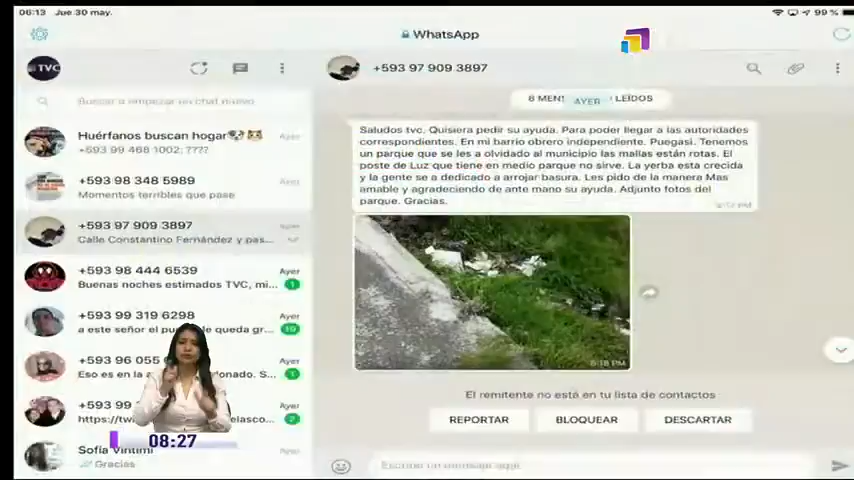 06:13 Jue 30 may.
99 %
WhatsApp
TVC
+593 97 909 3897
Buscar o empezar un chat nuevo
8 MEN
AYER
LEÍDOS
Huérfanos buscan hogar
Ayer
+593 99 468 1002: ????
+593 98 348 5989
Ayer
Momentos terribles que pase
+593 97 909 3897
Ayer
Calle Constantino Fernández y pas...
+593 98 444 6539
Ayer
Buenas noches estimados TVC, mi...
1
+593 99 319 6298
Ayer
a este señor el queda gr...
19
+593 96 055
Ayer
Eso es en la a donado. S...
1
+593 99
Ayer
https://tw elasco...
2
Sofía Vintimi
Gracias
Saludos tvc. Quisiera pedir su ayuda. Para poder llegar a las autoridades
correspondientes. En mi barrio obrero independiente. Puegasi. Tenemos
un parque que se les a olvidado al municipio las mallas están rotas. El
poste de Luz que tiene en medio parque no sirve. La yerba esta crecida
y la gente se a dedicado a arrojar basura. Les pido de la manera Mas
amable y agradeciendo de ante mano su ayuda. Adjunto fotos del
parque. Gracias.
6:18 PM
El remitente no está en tu lista de contactos
REPORTAR
BLOQUEAR
DESCARTAR
Escribe un mensaje aquí
08:27